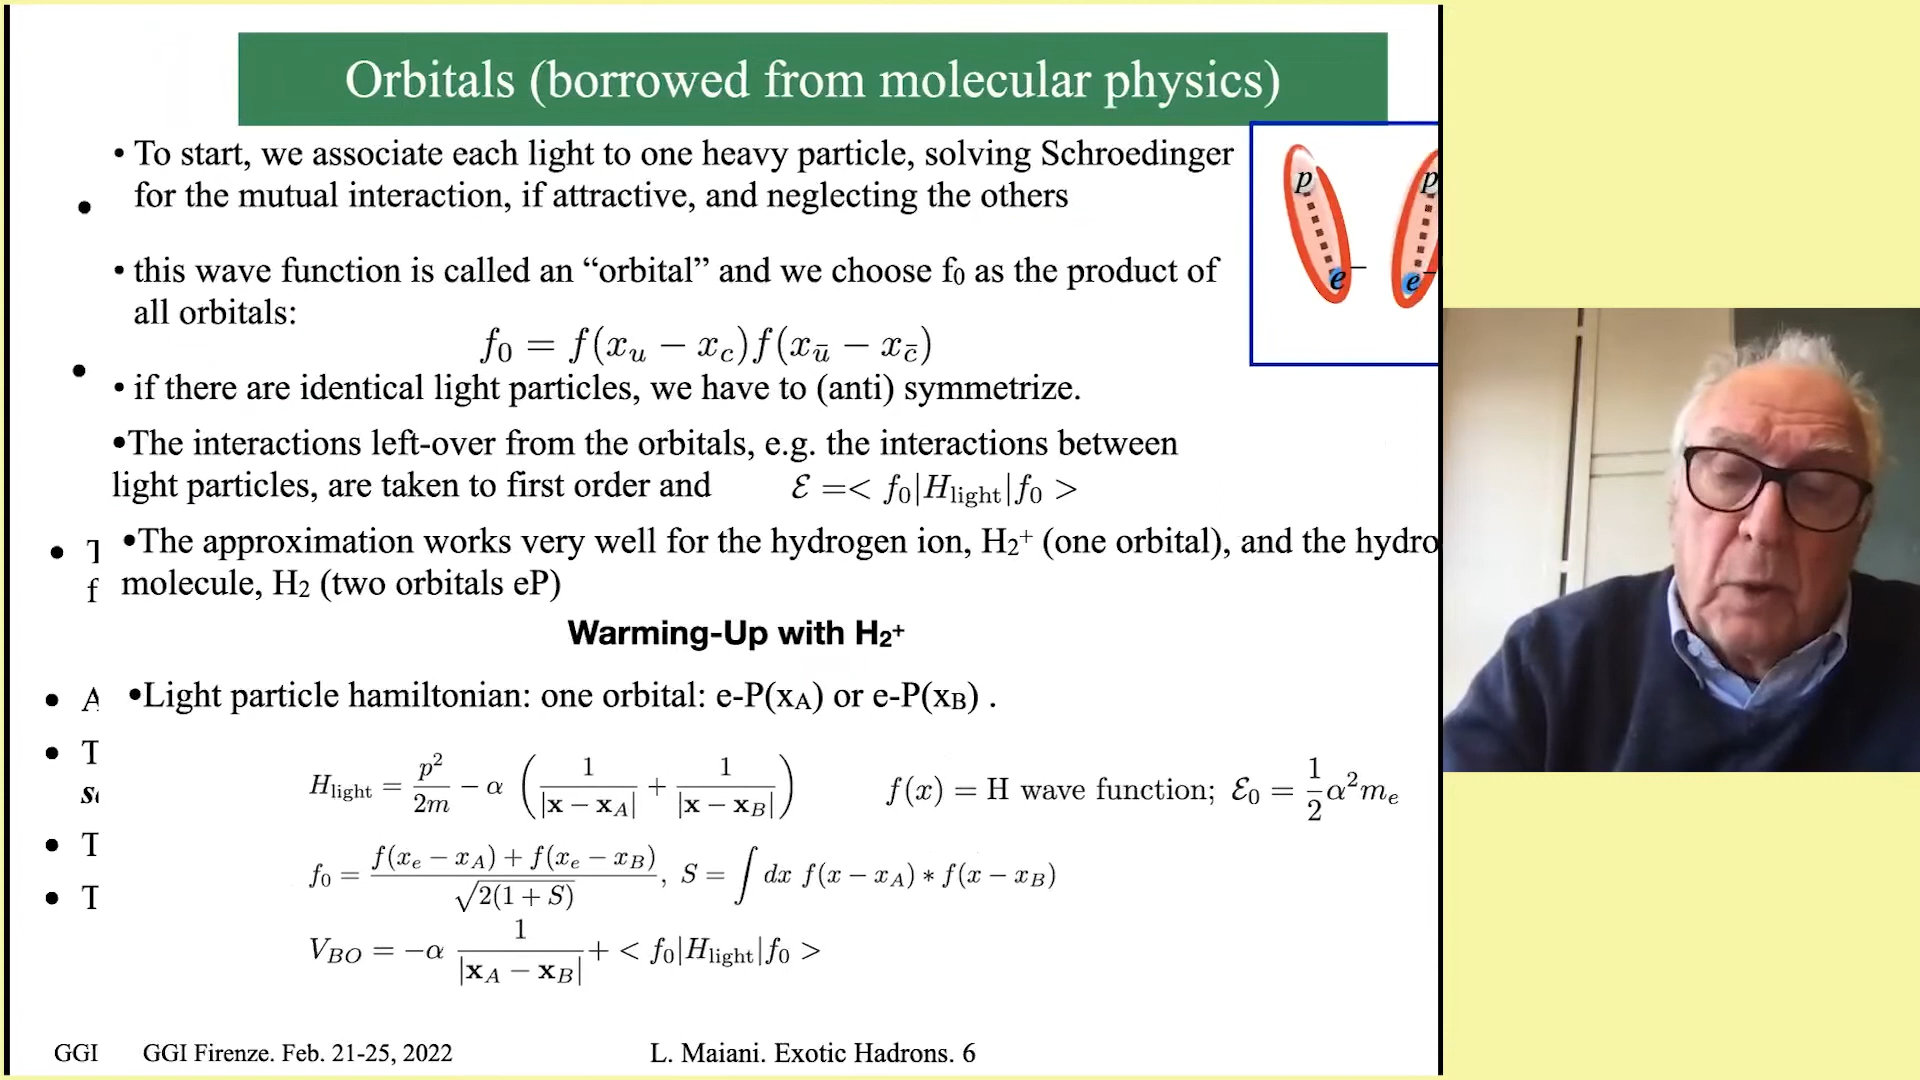 Orbitals (borrowed from molecular physics)
• To start, we associate each light to one heavy particle, solving Schroedinger
for the mutual interaction, if attractive, and neglecting the others
p p
e⁻ e⁻
• this wave function is called an “orbital” and we choose f₀ as the product of
all orbitals:
f₀ = f(x_u − x_c)f(x_ū − x_c̄)
• if there are identical light particles, we have to (anti) symmetrize.
•The interactions left-over from the orbitals, e.g. the interactions between
light particles, are taken to first order and ℰ =< f₀|H_light|f₀ >
•The approximation works very well for the hydrogen ion, H₂⁺ (one orbital), and the hydro
molecule, H₂ (two orbitals eP)
Warming-Up with H₂⁺
•Light particle hamiltonian: one orbital: e-P(x_A) or e-P(x_B) .
H_light = p²/2m − α (1/|x − x_A| + 1/|x − x_B|) f(x) = H wave function; ℰ₀ = 1/2 α²m_e
f₀ = (f(x_e − x_A) + f(x_e − x_B))/√2(1 + S), S = ∫ dx f(x − x_A) ∗ f(x − x_B)
V_BO = −α 1/|x_A − x_B| + < f₀|H_light|f₀ >
GGI GGI Firenze. Feb. 21-25, 2022 L. Maiani. Exotic Hadrons. 6